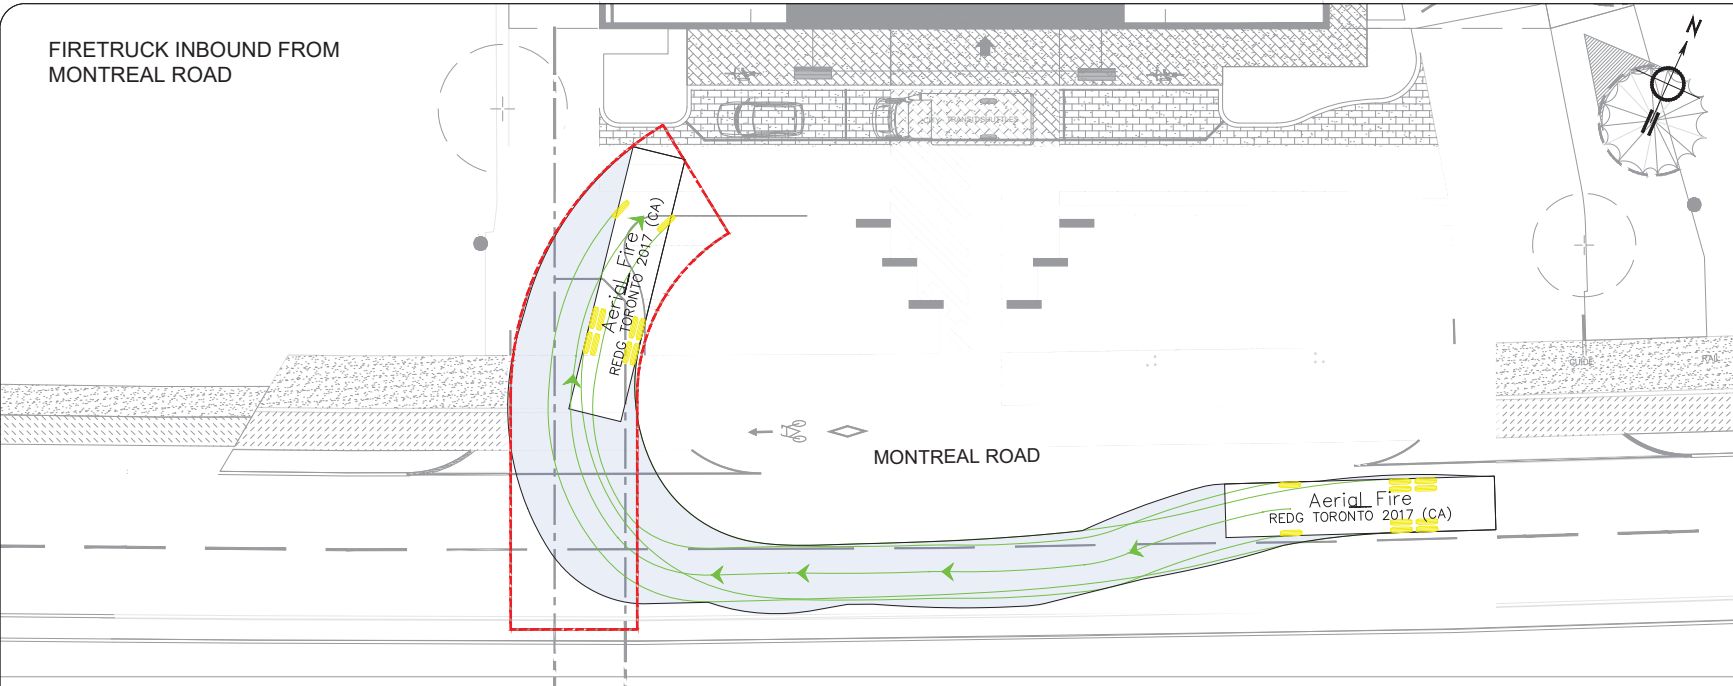 FIRETRUCK INBOUND FROM
MONTREAL ROAD
N
Aerial Fire
REDG TORONTO 2017 (CA)
GUIDE
RAIL
MONTREAL ROAD
Aerial Fire
REDG TORONTO 2017 (CA)